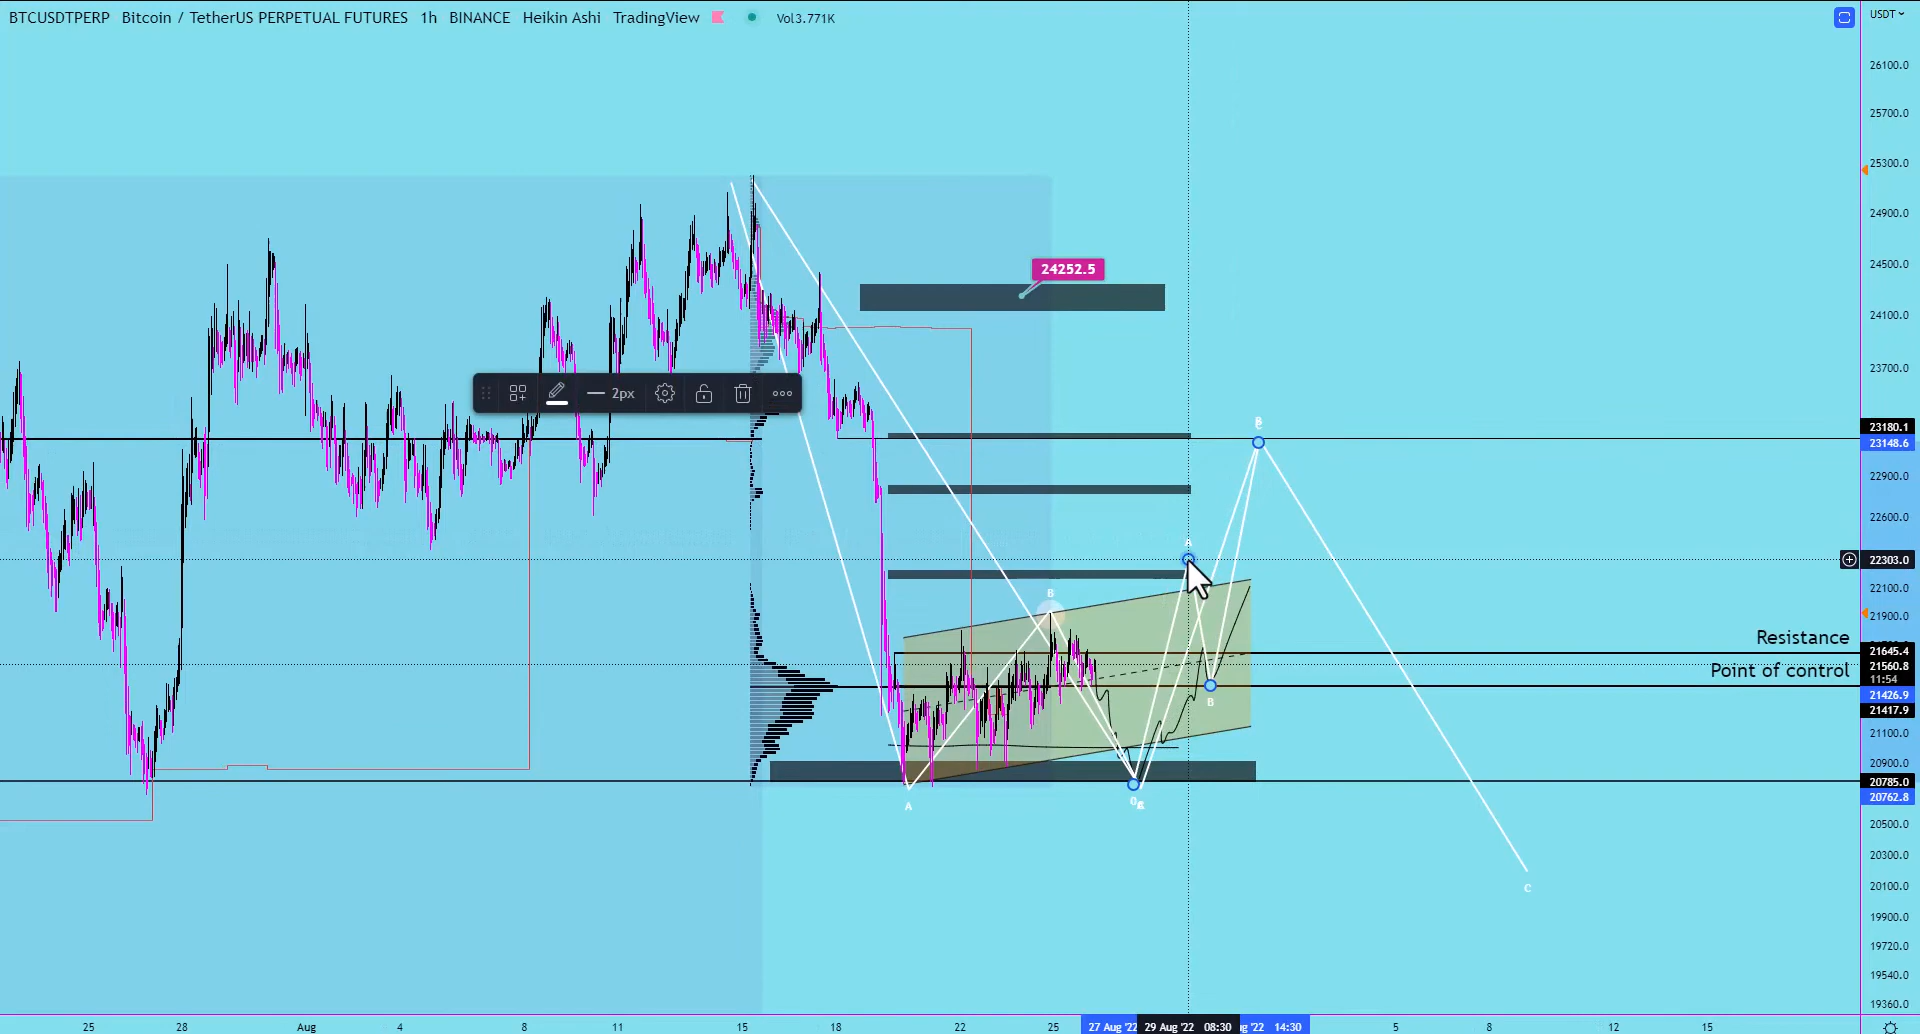 BTCUSDTPERP Bitcoin / TetherUS PERPETUAL FUTURES 1h BINANCE Heikin Ashi TradingView Vol3.771K
USDT
26100.0
25700.0
25300.0
24900.0
24500.0
24252.5
24100.0
23700.0
2px
23180.1
23148.6
22900.0
22600.0
A
22303.0
22100.0
B
21900.0
Resistance
21645.4
21560.8
Point of control
11:54
21426.9
B
21417.9
21100.0
20900.0
20785.0
20762.8
A
20500.0
20300.0
C
20100.0
19900.0
19720.0
19540.0
19360.0
25 28 Aug 4 8 11 15 18 22 25 27 Aug '22 29 Aug '22 08:30 '22 14:30 5 8 12 15